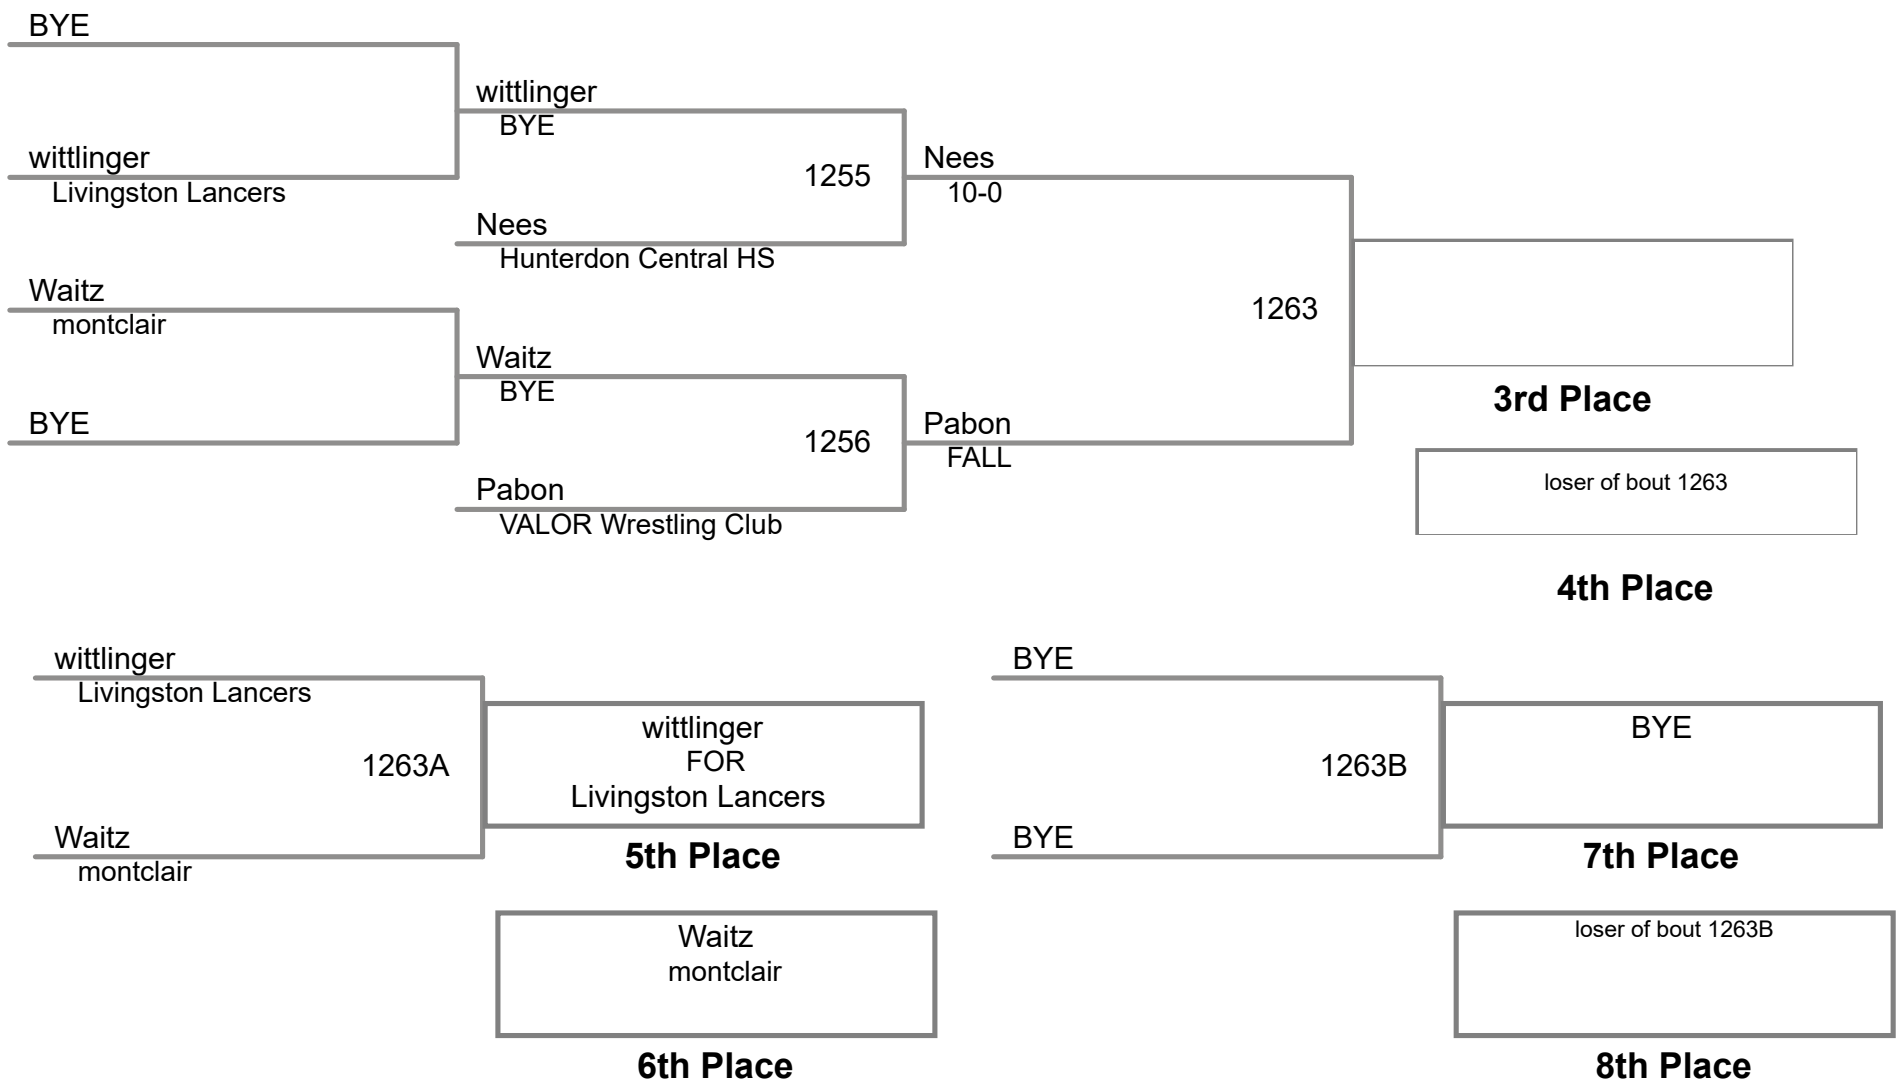 BYE
wittlinger
BYE
wittlinger
Livingston Lancers
1255
Nees
10-0
Nees
Hunterdon Central HS
Waitz
montclair
1263
Waitz
BYE
3rd Place
BYE
1256
Pabon
FALL
loser of bout 1263
Pabon
VALOR Wrestling Club
4th Place
wittlinger
Livingston Lancers
1263A
wittlinger
FOR
Livingston Lancers
Waitz
montclair
5th Place
Waitz
montclair
6th Place
BYE
1263B
BYE
BYE
7th Place
loser of bout 1263B
8th Place